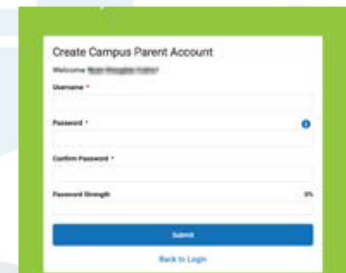 Create Campus Parent Account
Welcome
Username *
Password *
Confirm Password *
Password Strength 0%
Submit
Back to Login